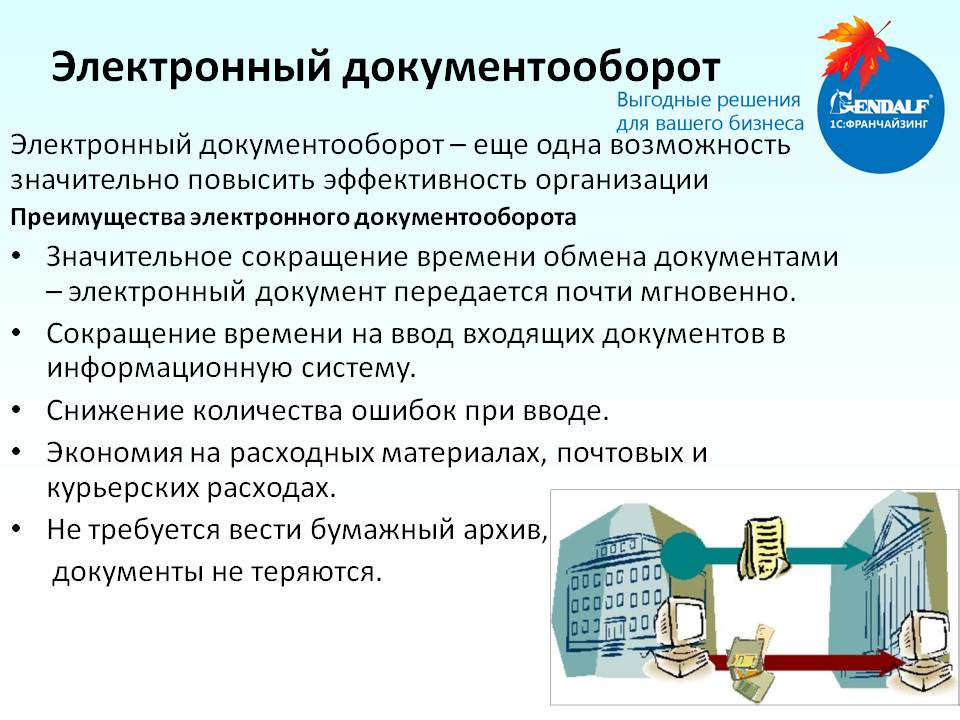 Электронный документооборот
Выгодные решения
для вашего бизнеса
GENDALF®
1С:ФРАНЧАЙЗИНГ
Электронный документооборот – еще одна возможность
значительно повысить эффективность организации
Преимущества электронного документооборота
• Значительное сокращение времени обмена документами
– электронный документ передается почти мгновенно.
• Сокращение времени на ввод входящих документов в
информационную систему.
• Снижение количества ошибок при вводе.
• Экономия на расходных материалах, почтовых и
курьерских расходах.
• Не требуется вести бумажный архив,
документы не теряются.